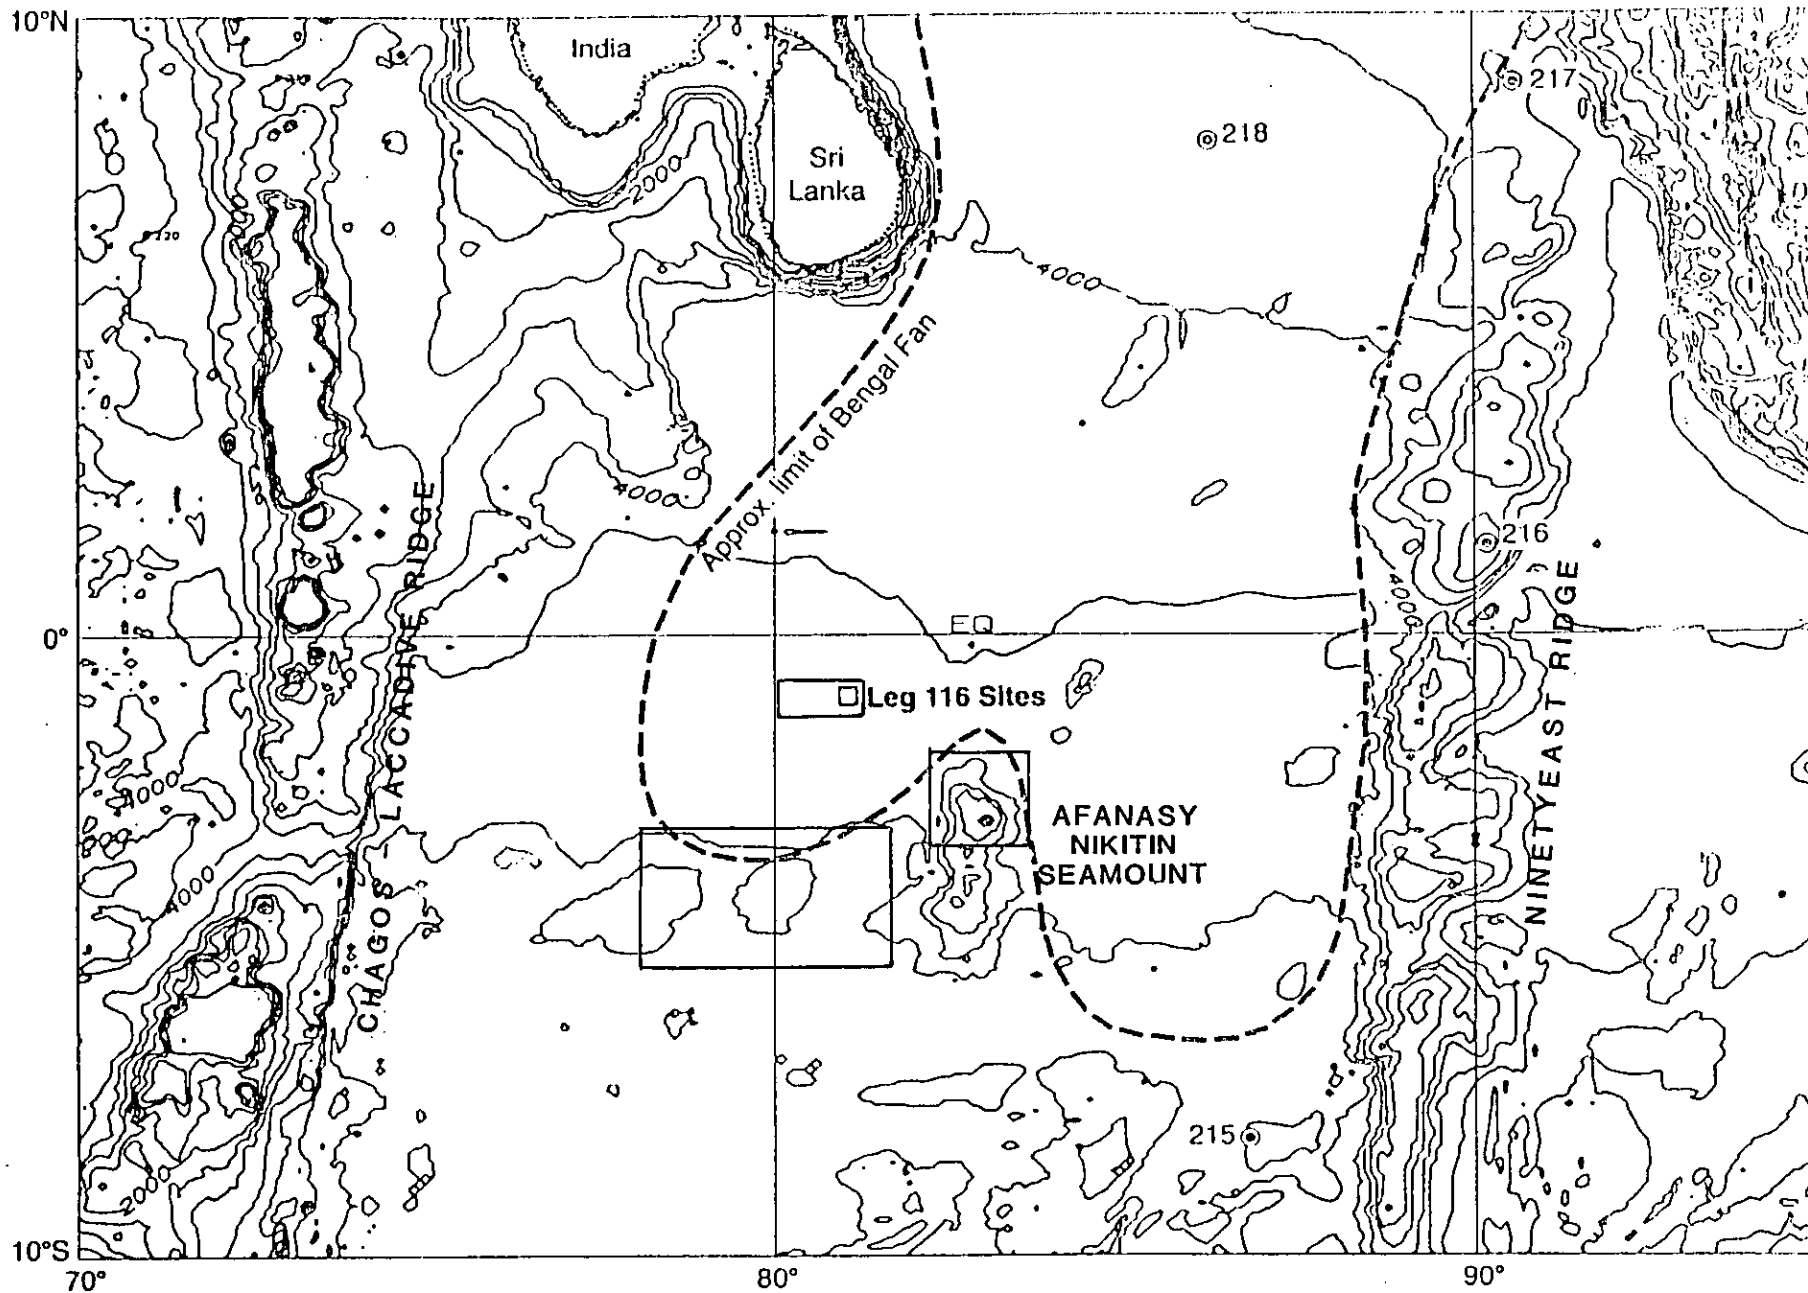 10°N
India
217
218
Sri
Lanka
2000
4000
Approx. limit of Bengal Fan
4000
216
4000
0°
EQ
Leg 116 Sites
CHAGOS - LACCADIVE RIDGE
NINETYEAST RIDGE
4000
AFANASY
NIKITIN
SEAMOUNT
4000
215
2000
10°S
70°
80°
90°